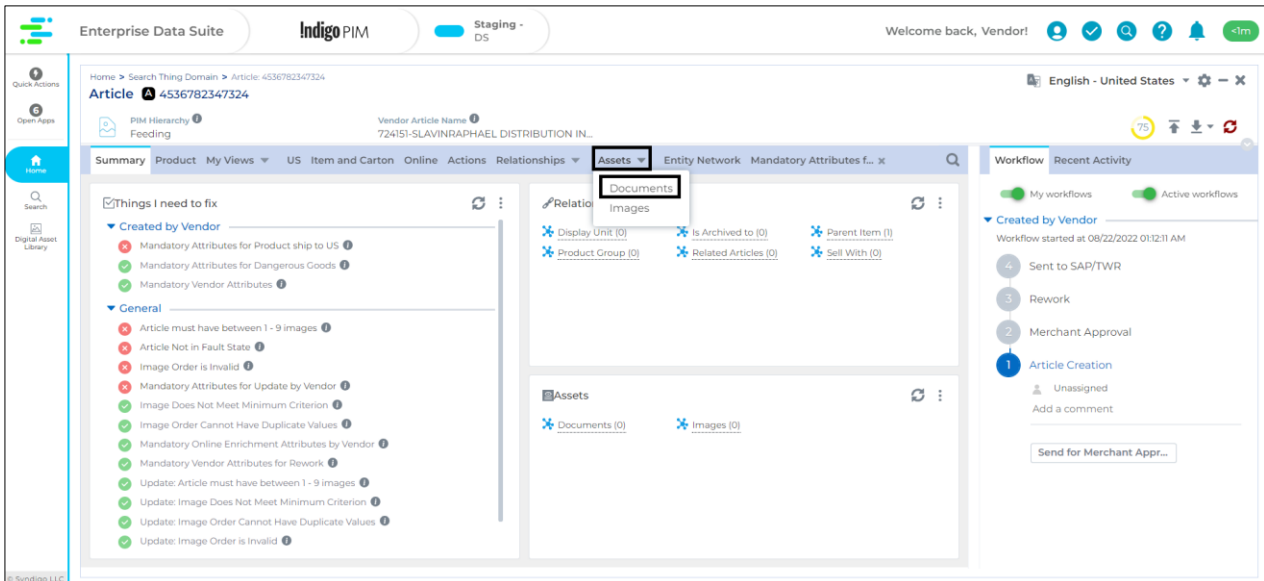 Enterprise Data Suite
Indigo PIM
Staging -
DS
Welcome back, Vendor!
<1m
Quick Actions
6
Open Apps
Home
Search
Digital Asset
Library
© Syndigo LLC
Home > Search Thing Domain > Article: 4536782347324
Article A 4536782347324
English - United States
PIM Hierarchy
Feeding
Vendor Article Name
724151-SLAVINRAPHAEL DISTRIBUTION IN...
75
Summary Product My Views US Item and Carton Online Actions Relationships Assets Entity Network Mandatory Attributes f... x
Documents
Images
Things I need to fix
Created by Vendor
Mandatory Attributes for Product ship to US
Mandatory Attributes for Dangerous Goods
Mandatory Vendor Attributes
General
Article must have between 1 - 9 images
Article Not in Fault State
Image Order is Invalid
Mandatory Attributes for Update by Vendor
Image Does Not Meet Minimum Criterion
Image Order Cannot Have Duplicate Values
Mandatory Online Enrichment Attributes by Vendor
Mandatory Vendor Attributes for Rework
Update: Article must have between 1 - 9 images
Update: Image Does Not Meet Minimum Criterion
Update: Image Order Cannot Have Duplicate Values
Update: Image Order is Invalid
Relatio
Display Unit (0) Is Archived to (0) Parent Item (1)
Product Group (0) Related Articles (0) Sell With (0)
Assets
Documents (0) Images (0)
Workflow Recent Activity
My workflows Active workflows
Created by Vendor
Workflow started at 08/22/2022 01:12:11 AM
4 Sent to SAP/TWR
3 Rework
2 Merchant Approval
1 Article Creation
Unassigned
Add a comment
Send for Merchant Appr...